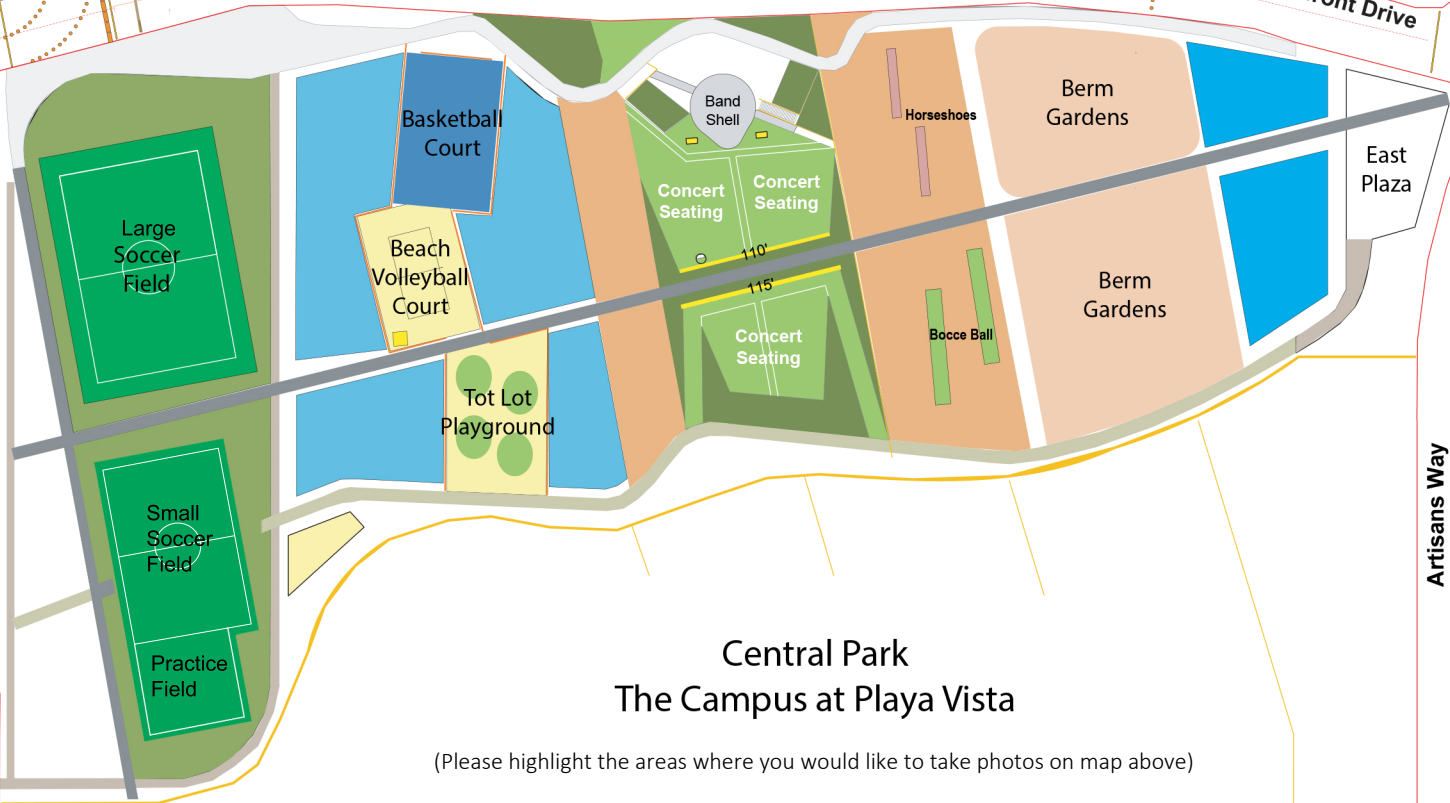 ront Drive
Basketball
Court
Band
Shell
Horseshoes
Berm
Gardens
East
Plaza
Concert
Seating
Concert
Seating
Large
Soccer
Field
Beach
Volleyball
Court
110'
115'
Berm
Gardens
Concert
Seating
Bocce Ball
Tot Lot
Playground
Small
Soccer
Field
Practice
Field
Artisans Way
Central Park
The Campus at Playa Vista
(Please highlight the areas where you would like to take photos on map above)